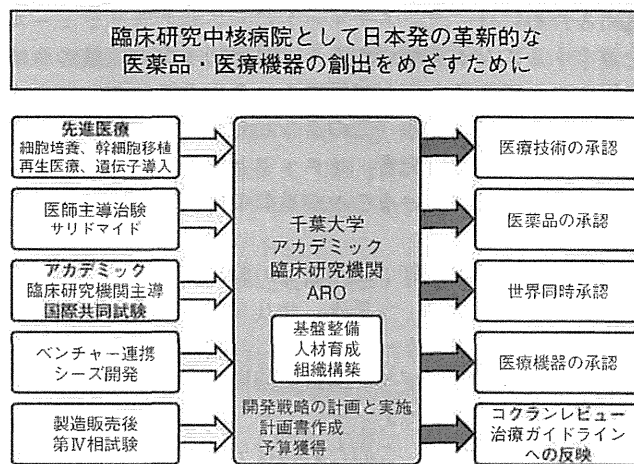 臨床研究中核病院として日本発の革新的な
医薬品・医療機器の創出をめざすために
先進医療
細胞培養、幹細胞移植
再生医療、遺伝子導入
医師主導治験
サリドマイド
アカデミック
臨床研究機関主導
国際共同試験
ベンチャー連携
シーズ開発
製造販売後
第Ⅳ相試験
千葉大学
アカデミック
臨床研究機関
ARO
基盤整備
人材育成
組織構築
開発戦略の計画と実施
計画書作成
予算獲得
医療技術の承認
医薬品の承認
世界同時承認
医療機器の承認
コクランレビュー
治療ガイドライン
への反映